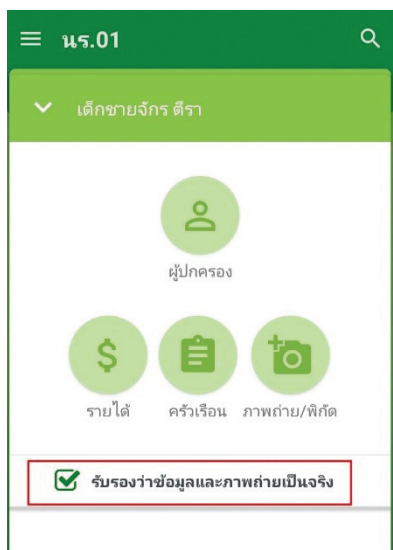 นร.01
เด็กชายจักร ตีรา
ผู้ปกครอง
$
รายได้ ครัวเรือน ภาพถ่าย/พิกัด
รับรองว่าข้อมูลและภาพถ่ายเป็นจริง